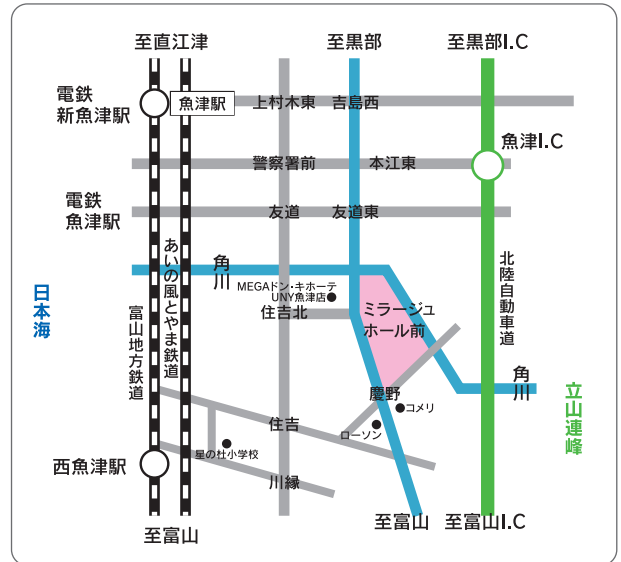 至直江津
至黒部
至黒部I.C
電鉄
新魚津駅
魚津駅
上村木東
吉島西
魚津I.C
警察署前
本江東
電鉄
魚津駅
友道
友道東
あいの風とやま鉄道
角川
北陸自動車道
日本海
MEGAドン・キホーテ
UNY魚津店
住吉北
ミラージュ
ホール前
富山地方鉄道
角川
立山連峰
慶野
コメリ
ローソン
住吉
星の杜小学校
西魚津駅
川縁
至富山
至富山
至富山I.C